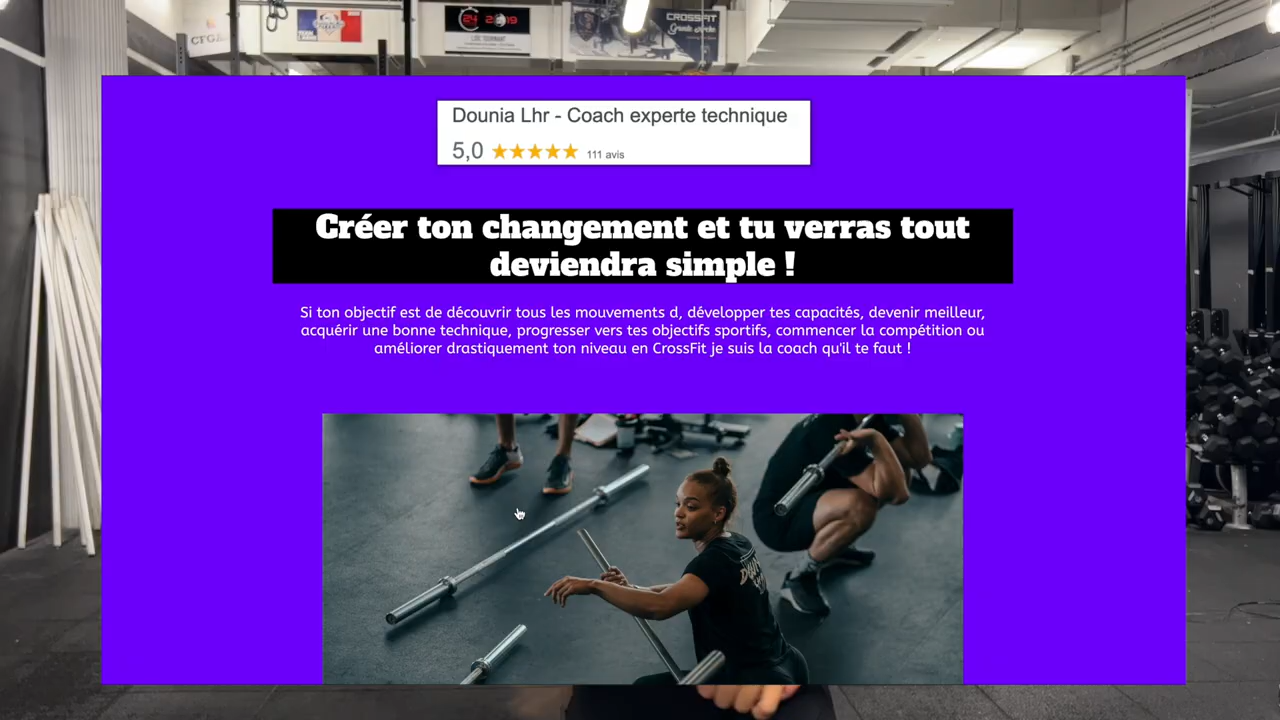 CROSSFIT
Dounia Lhr - Coach experte technique
5,0
111 avis
Créer ton changement et tu verras tout
deviendra simple !
Si ton objectif est de découvrir tous les mouvements d, développer tes capacités, devenir meilleur,
acquérir une bonne technique, progresser vers tes objectifs sportifs, commencer la compétition ou
améliorer drastiquement ton niveau en CrossFit je suis la coach qu'il te faut !